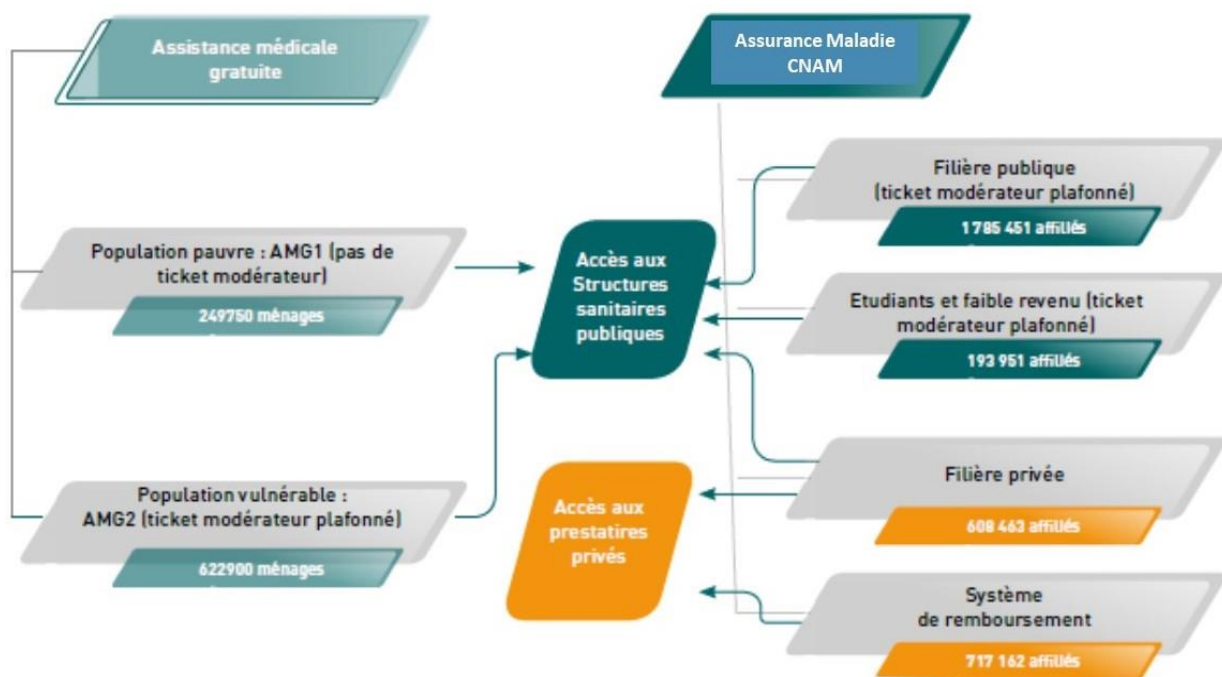 Assistance médicale
gratuite
Assurance Maladie
CNAM
Filière publique
(ticket modérateur plafonné)
1 785 451 affiliés
Population pauvre : AMG1 (pas de
ticket modérateur)
249750 ménages
Accès aux
Structures
sanitaires
publiques
Etudiants et faible revenu (ticket
modérateur plafonné)
193 951 affiliés
Population vulnérable :
AMG2 (ticket modérateur plafonné)
622900 ménages
Accès aux
prestatires
privés
Filière privée
608 463 affiliés
Système
de remboursement
717 162 affiliés